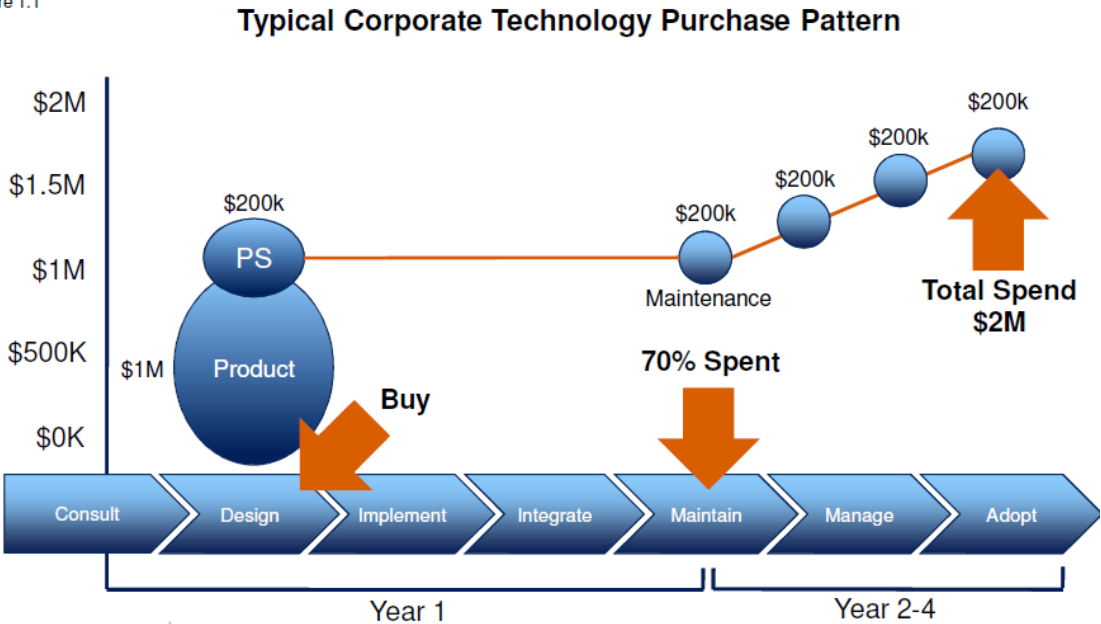 Typical Corporate Technology Purchase Pattern
$2M
$1.5M
$1M
$500K
$0K
$200k
PS
$1M
Product
Buy
$200k
Maintenance
$200k
$200k
$200k
70% Spent
Total Spend
$2M
Consult
Design
Implement
Integrate
Maintain
Manage
Adopt
Year 1
Year 2-4